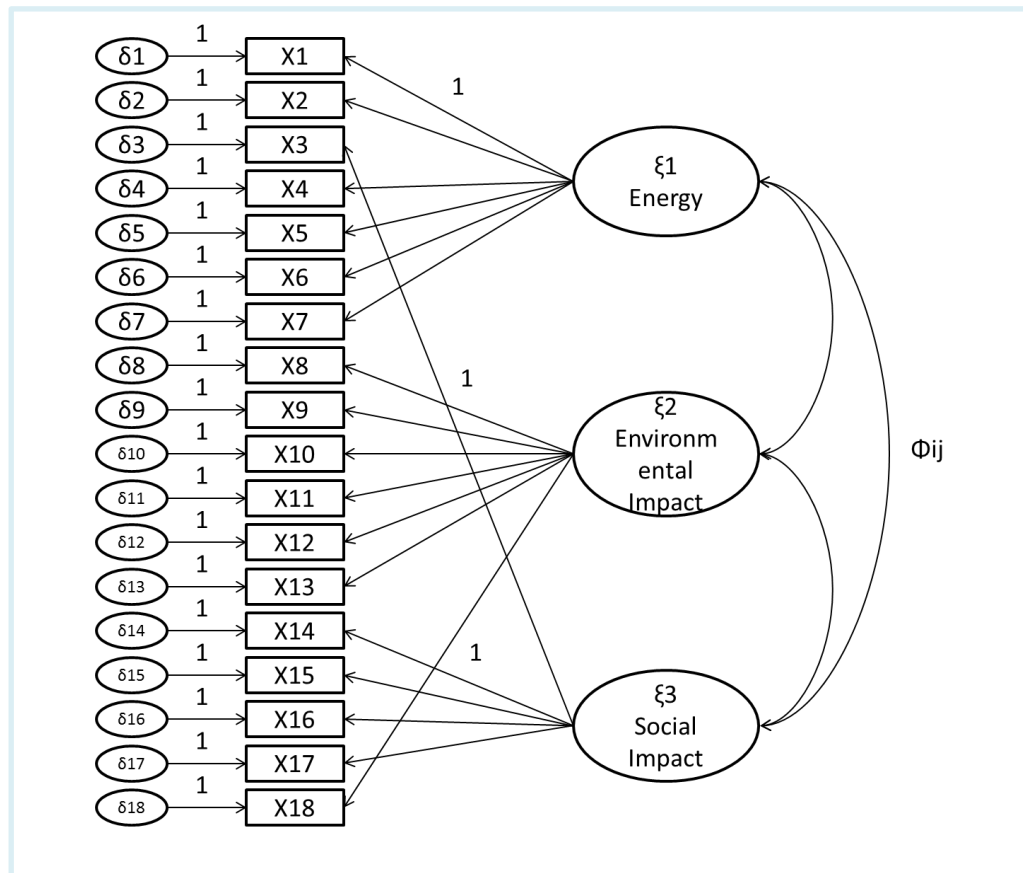 1
δ1 X1
1
1
δ2 X2
1
δ3 X3
1
ξ1
δ4 X4
Energy
1
δ5 X5
1
δ6 X6
1
δ7 X7
1
δ8 X8
1
1
ξ2
δ9 X9
Environm
1
Φij
δ10 X10
ental
1
δ11 X11
Impact
1
δ12 X12
1
δ13 X13
1
δ14 X14
1
1
δ15 X15
ξ3
1
δ16 X16
Social
1
δ17 X17
Impact
1
δ18 X18